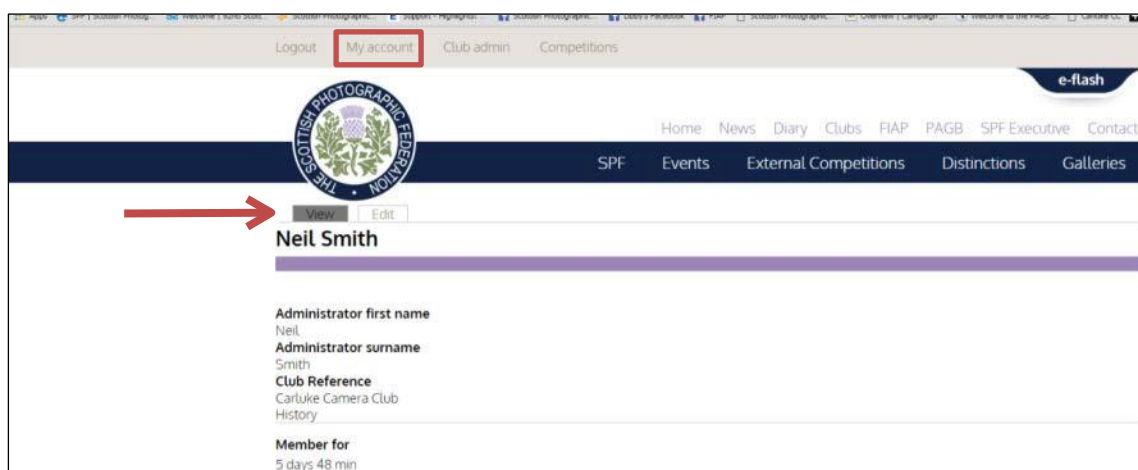 Logout My account Club admin Competitions
e-flash
THE SCOTTISH PHOTOGRAPHIC FEDERATION
Home News Diary Clubs FIAP PAGB SPF Executive Contact
SPF Events External Competitions Distinctions Galleries
View Edit
Neil Smith
Administrator first name
Neil
Administrator surname
Smith
Club Reference
Carluke Camera Club
History
Member for
5 days 48 min